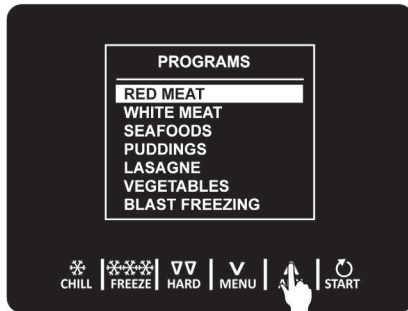 PROGRAMS
RED MEAT
WHITE MEAT
SEAFOODS
PUDDINGS
LASAGNE
VEGETABLES
BLAST FREEZING
CHILL FREEZE HARD MENU START